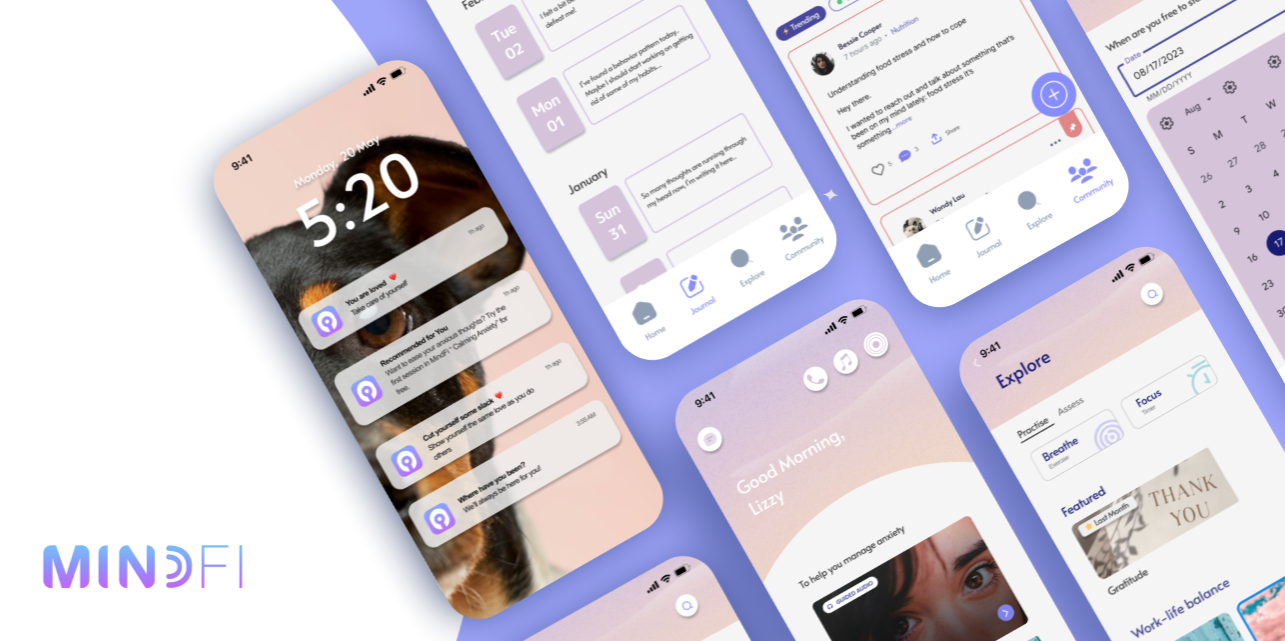 9:41
Monday, 20 May
5:20
1h ago
You are loved ❤️
Take care of yourself
1h ago
Recommended for You
Want to ease your anxious thoughts? Try the
first session in MindFi " Calming Anxiety" for
free.
1h ago
Cut yourself some slack ❤️
Show yourself the same love as you do
others
3:55AM
Where have you been?
We'll always be here for you!
MINDFI
Tue
02
I felt a bit
defeat me!
Mon
01
I've found a behavior pattern today...
Maybe I should start working on getting
rid of some of my habits....
January
Sun
31
So many thoughts are running through
my head now, I'm writing it here...
Home
Journal
Explore
Community
Trending
Bessie Cooper
7 hours ago • Nutrition
Understanding food stress and how to cope
Hey there.
I wanted to reach out and talk about something that's
been on my mind lately: food stress it's
something...more
5
3
Share
Wendy Lau
Home
Journal
Explore
Community
When are you free to
Date
08/17/2023
MM/DD/YYYY
Aug
S M T W
26 27 28
2 3 4
9 10
16 17
23
30
9:41
Good Morning,
Lizzy
To help you manage anxiety
GUIDED AUDIO
9:41
Explore
Practise Assess
Breathe
Exercise
Focus
Timer
Featured
Last Month
THANK
YOU
Gratitude
Work-life balance